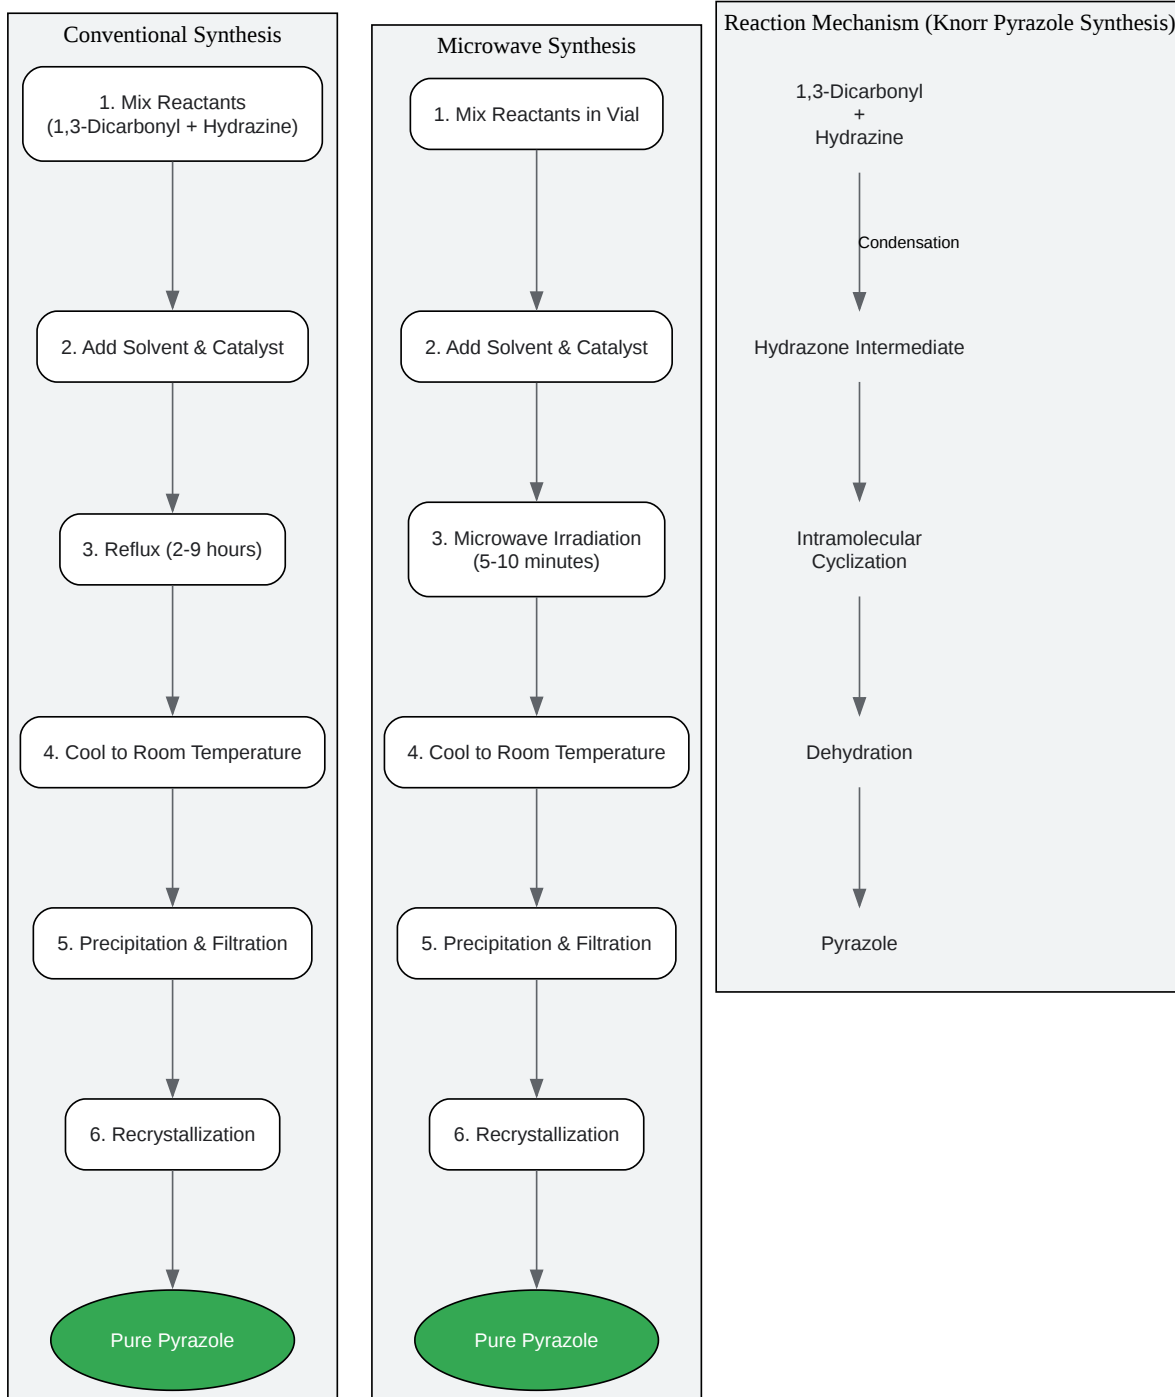 Conventional Synthesis
1. Mix Reactants
(1,3-Dicarbonyl + Hydrazine)
2. Add Solvent & Catalyst
3. Reflux (2-9 hours)
4. Cool to Room Temperature
5. Precipitation & Filtration
6. Recrystallization
Pure Pyrazole
Microwave Synthesis
1. Mix Reactants in Vial
2. Add Solvent & Catalyst
3. Microwave Irradiation
(5-10 minutes)
4. Cool to Room Temperature
5. Precipitation & Filtration
6. Recrystallization
Pure Pyrazole
Reaction Mechanism (Knorr Pyrazole Synthesis)
1,3-Dicarbonyl
+
Hydrazine
Condensation
Hydrazone Intermediate
Intramolecular
Cyclization
Dehydration
Pyrazole